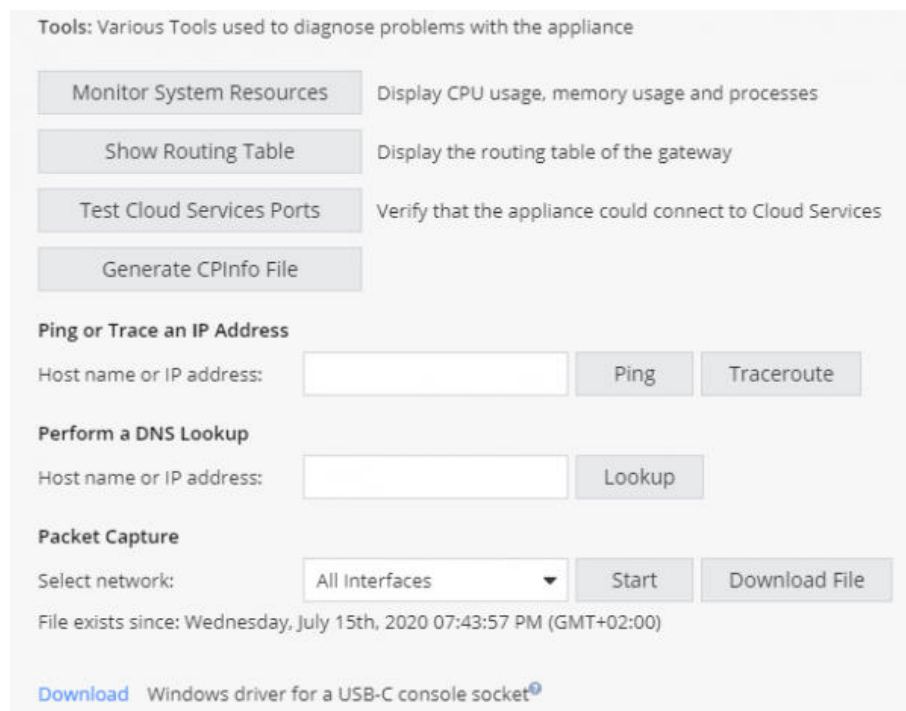 Tools: Various Tools used to diagnose problems with the appliance
Monitor System Resources Display CPU usage, memory usage and processes
Show Routing Table Display the routing table of the gateway
Test Cloud Services Ports Verify that the appliance could connect to Cloud Services
Generate CPInfo File
Ping or Trace an IP Address
Host name or IP address: Ping Traceroute
Perform a DNS Lookup
Host name or IP address: Lookup
Packet Capture
Select network: All Interfaces Start Download File
File exists since: Wednesday, July 15th, 2020 07:43:57 PM (GMT+02:00)
Download Windows driver for a USB-C console socket?